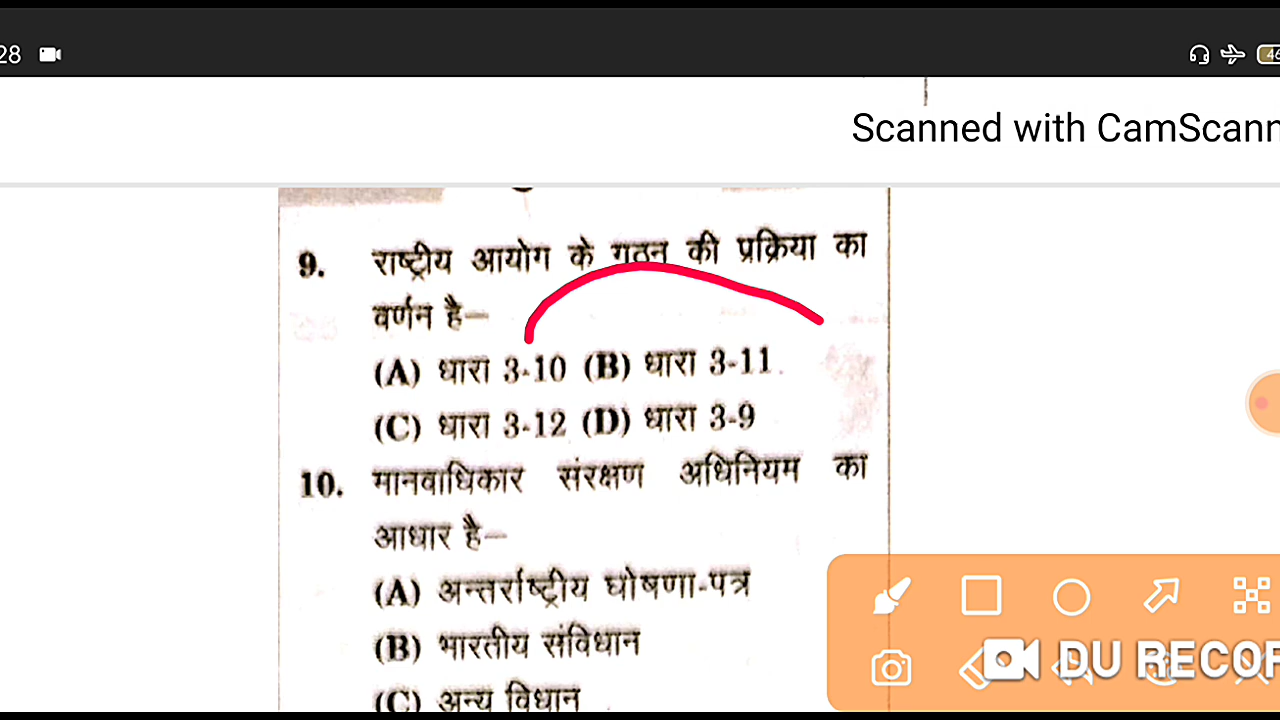 28
46
Scanned with CamScann
9. राष्ट्रीय आयोग के गठन की प्रक्रिया का
वर्णन है–
(A) धारा 3-10 (B) धारा 3-11
(C) धारा 3-12 (D) धारा 3-9
10. मानवाधिकार संरक्षण अधिनियम का
आधार है–
(A) अन्तर्राष्ट्रीय घोषणा-पत्र
(B) भारतीय संविधान
(C) अन्य विधान
DU RECOR